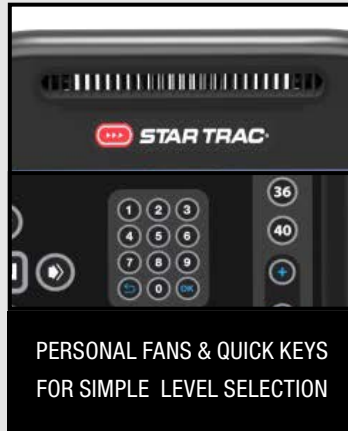 STAR TRAC
36
1 2 3
40
4 5 6
7 8 9
+
0 OK
PERSONAL FANS & QUICK KEYS
FOR SIMPLE LEVEL SELECTION